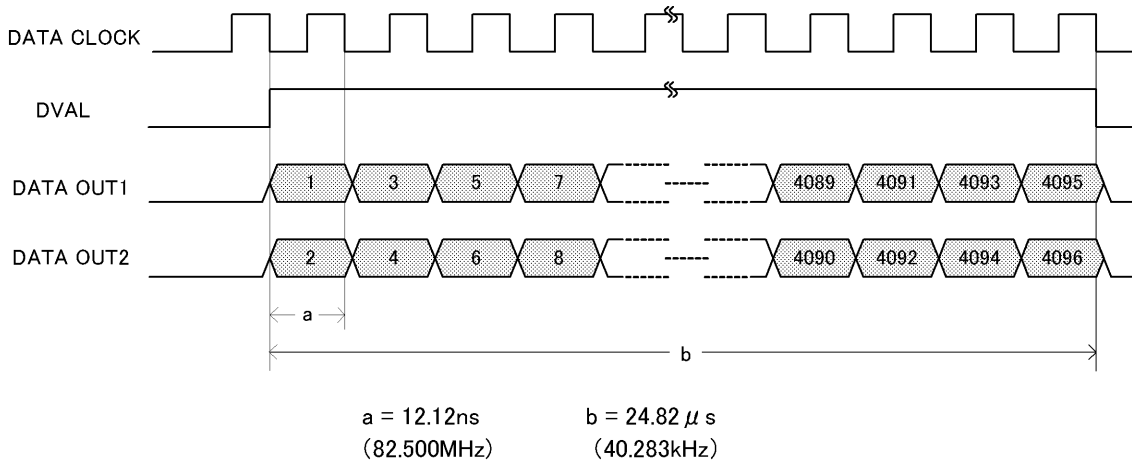 DATA CLOCK
DVAL
DATA OUT1 1 3 5 7 4089 4091 4093 4095
DATA OUT2 2 4 6 8 4090 4092 4094 4096
a
b
a = 12.12ns b = 24.82 μ s
(82.500MHz) (40.283kHz)